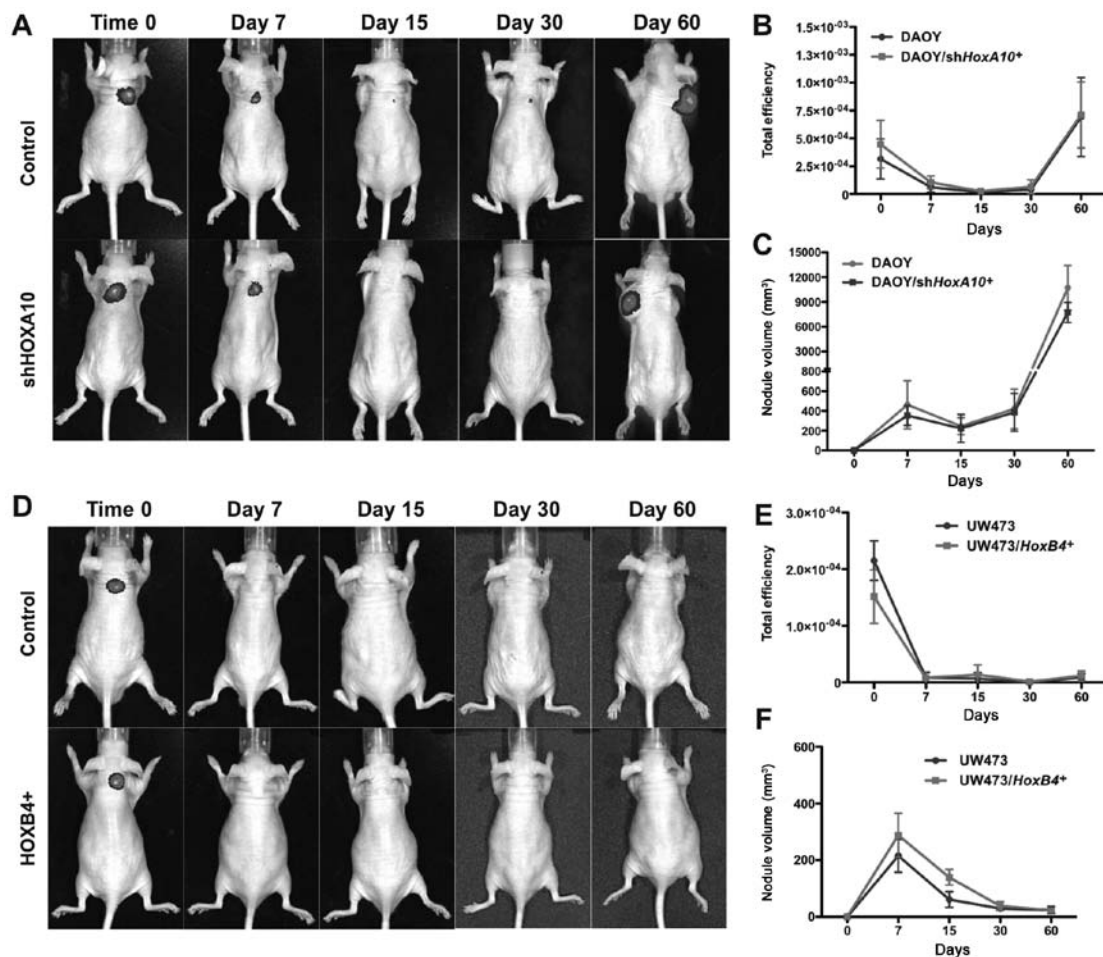 A
Time 0 Day 7 Day 15 Day 30 Day 60
Control
shHOXA10
B
DAOY
DAOY/shHoxA10+
Total efficiency
1.5×10⁻⁰³
1.3×10⁻⁰³
1.0×10⁻⁰³
7.5×10⁻⁰⁴
5.0×10⁻⁰⁴
2.5×10⁻⁰⁴
0
0 7 15 30 60
Days
C
DAOY
DAOY/shHoxA10+
Nodule volume (mm³)
15000
12000
9000
6000
3000
800
600
400
200
0
0 7 15 30 60
Days
D
Time 0 Day 7 Day 15 Day 30 Day 60
Control
HOXB4+
E
UW473
UW473/HoxB4+
Total efficiency
3.0×10⁻⁰⁴
2.0×10⁻⁰⁴
1.0×10⁻⁰⁴
0
0 7 15 30 60
Days
F
UW473
UW473/HoxB4+
Nodule volume (mm³)
600
400
200
0
0 7 15 30 60
Days